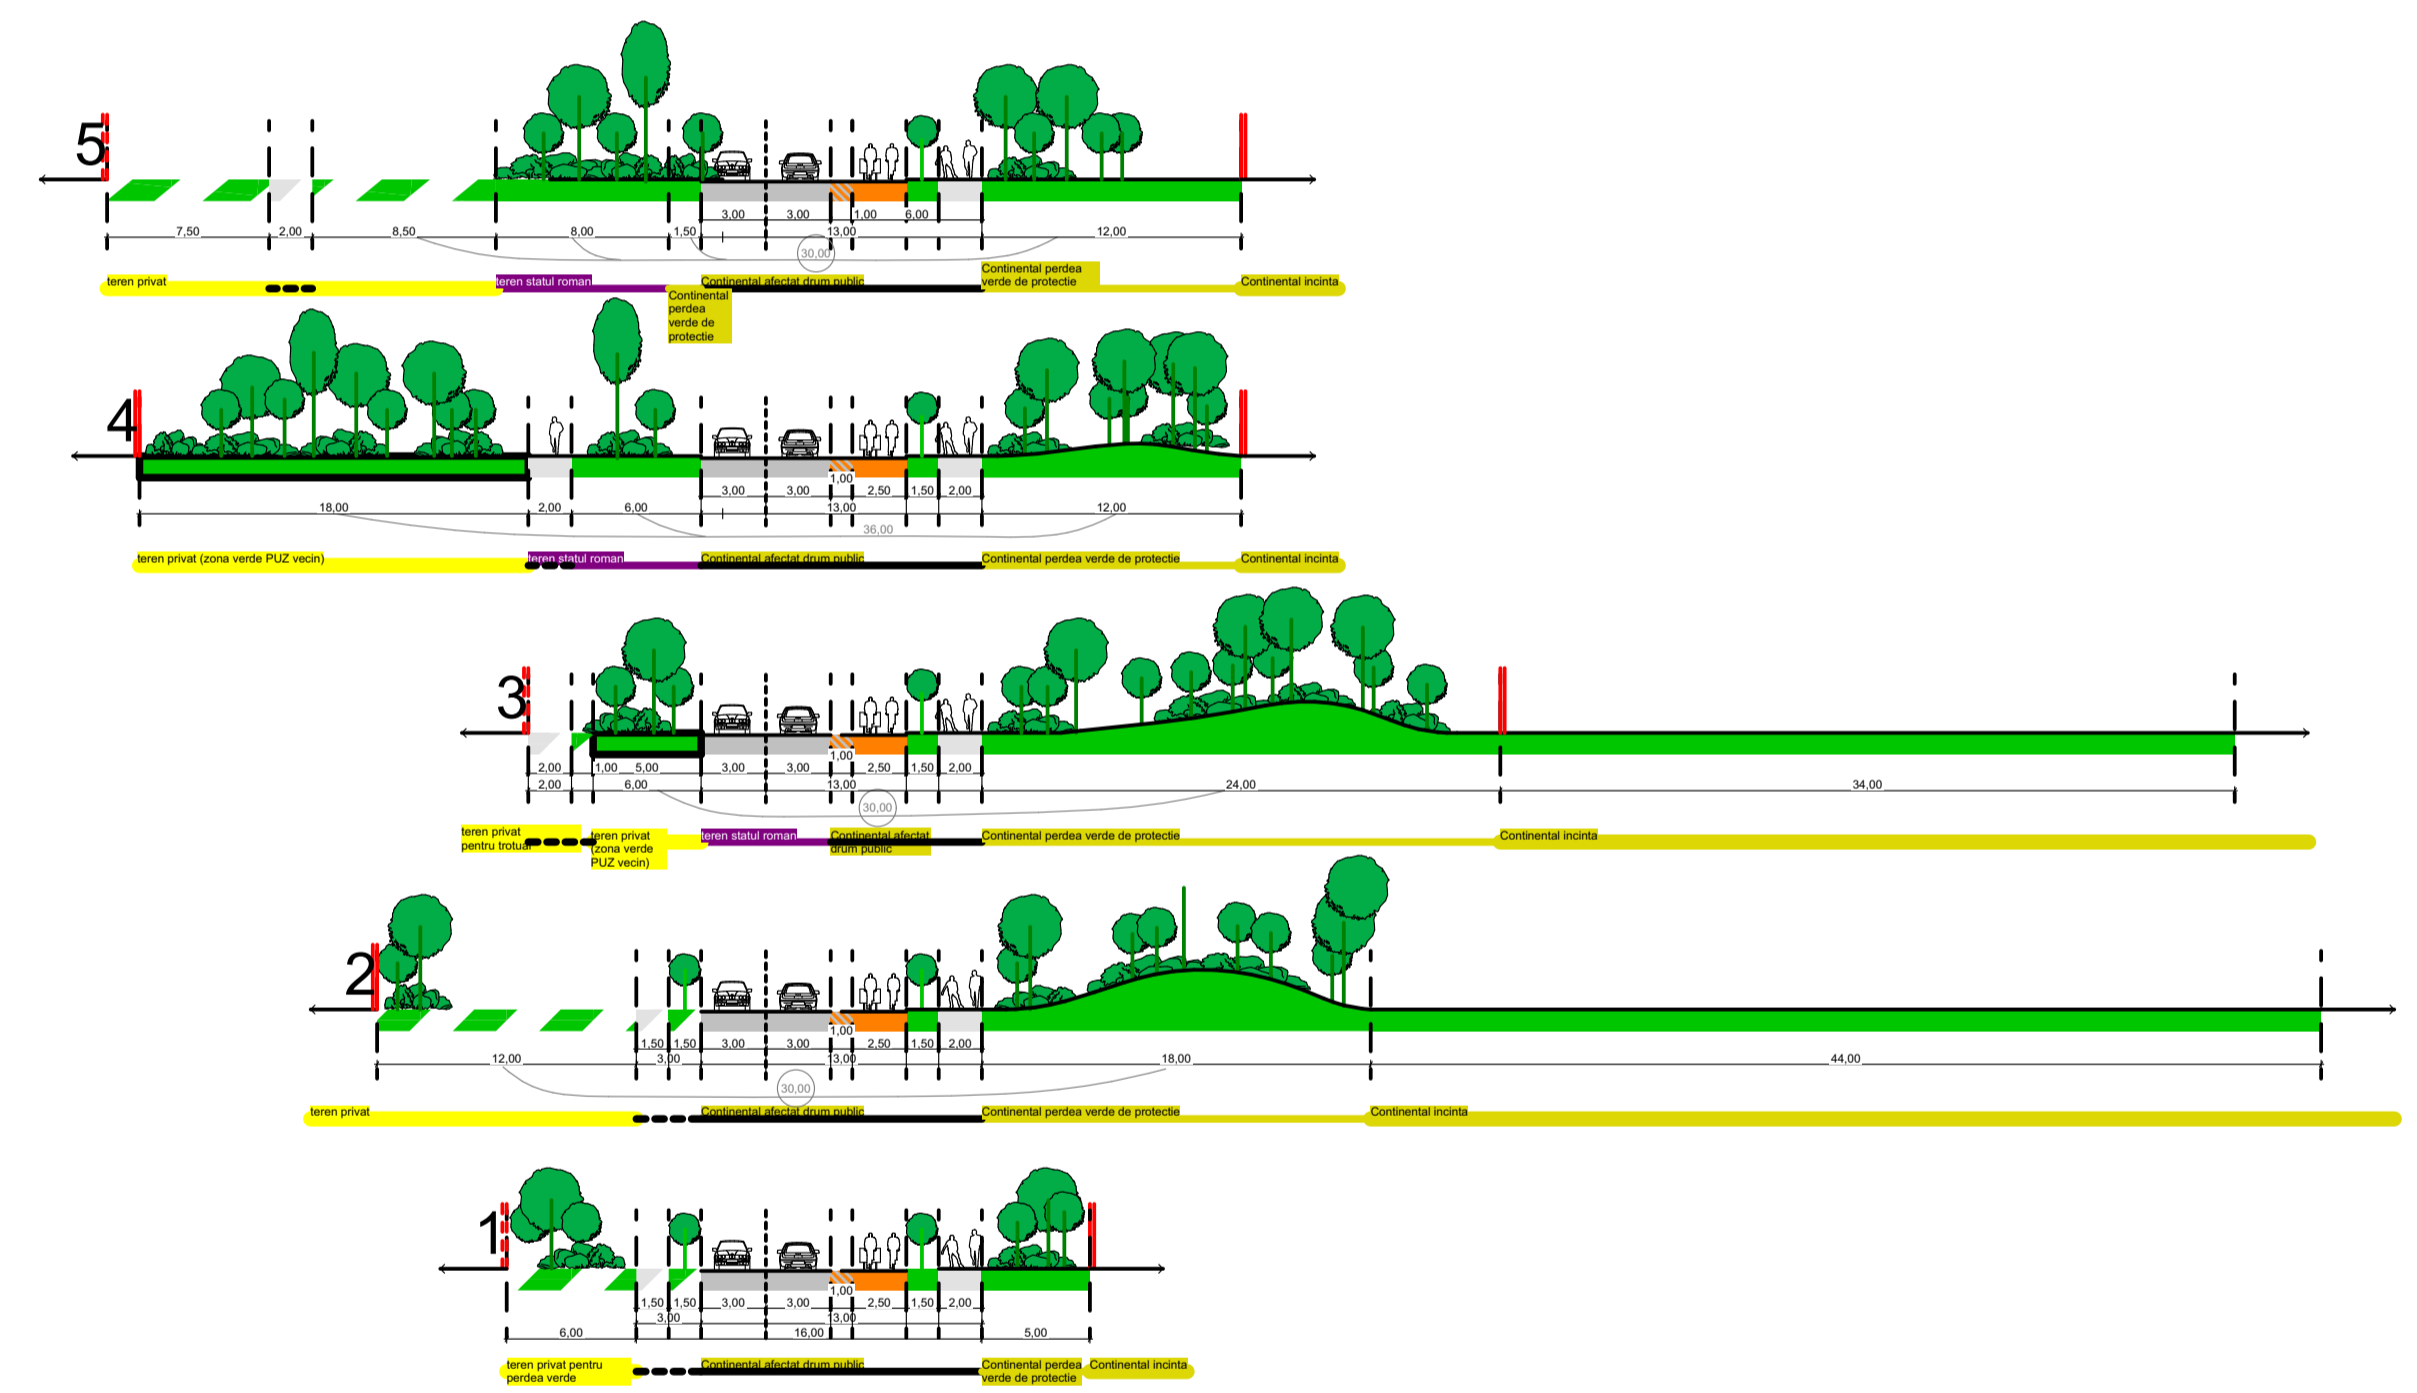 5
3,00 3,00 1,00 6,00
7,50 2,00 8,50 8,00 1,50 13,00 12,00
30,00
teren privat
teren statul roman
Continental perdea verde de protectie
Continental afectat drum public
Continental perdea
verde de protectie
Continental incinta
4
1,00
3,00 3,00 2,50 1,50 2,00
18,00 2,00 6,00 13,00 12,00
36,00
teren privat (zona verde PUZ vecin)
teren statul roman
Continental afectat drum public
Continental perdea verde de protectie
Continental incinta
3
1,00
2,00 1,00 5,00 3,00 3,00 2,50 1,50 2,00
2,00 6,00 13,00 24,00 34,00
30,00
teren privat
pentru trotuar
teren privat
(zona verde
PUZ vecin)
teren statul roman
Continental afectat
drum public
Continental perdea verde de protectie
Continental incinta
2
1,00
1,50 1,50 3,00 3,00 2,50 1,50 2,00
12,00 3,00 13,00 18,00 44,00
30,00
teren privat
Continental afectat drum public
Continental perdea verde de protectie
Continental incinta
1
1,00
1,50 1,50 3,00 3,00 2,50 1,50 2,00
3,00 13,00
6,00 16,00 5,00
teren privat pentru
perdea verde
Continental afectat drum public
Continental perdea
verde de protectie
Continental incinta